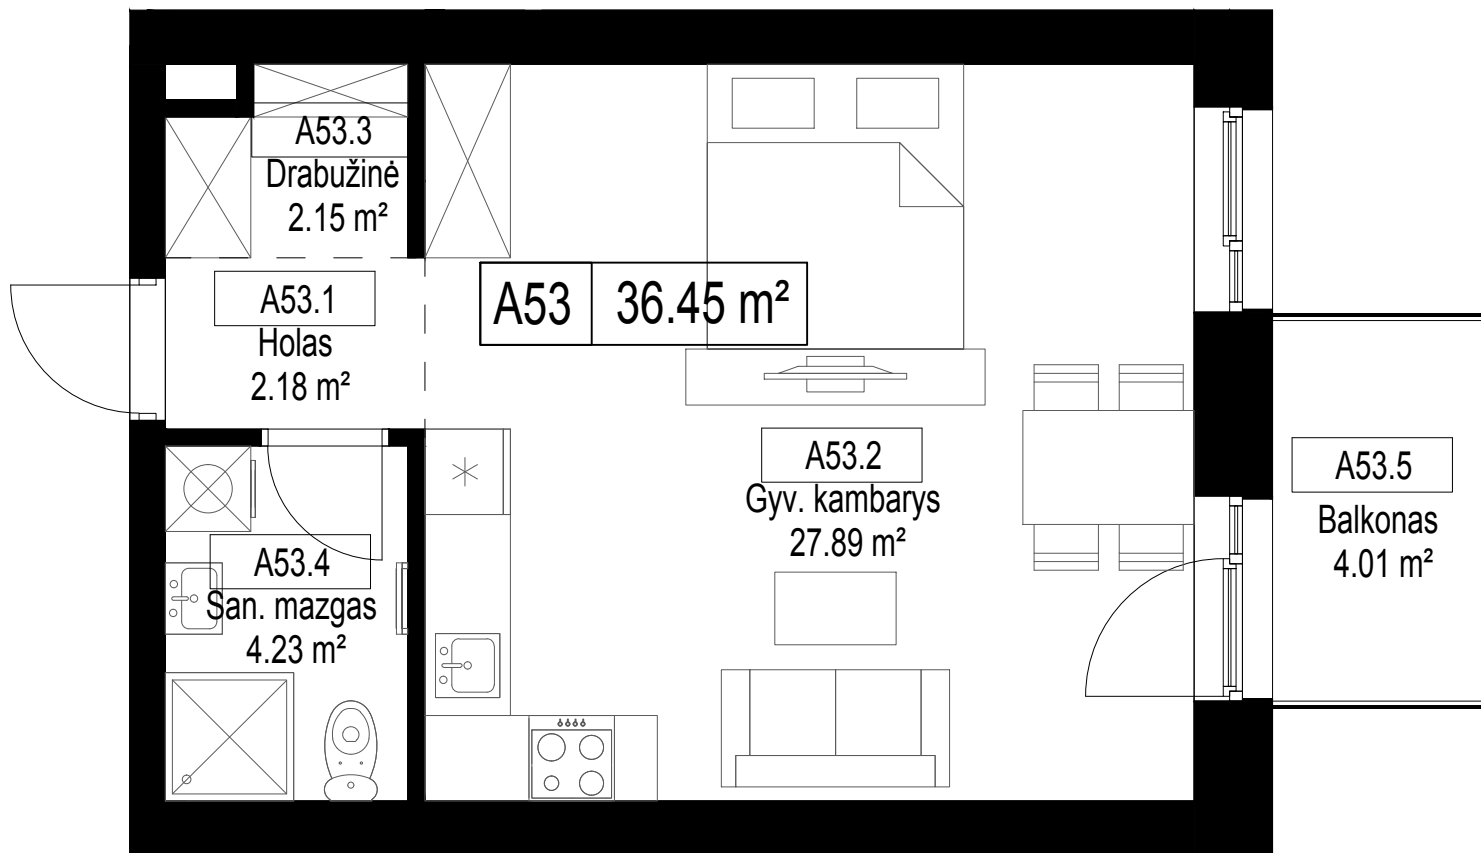 A53.3
Drabužinė
2.15 m²
A53.1
Holas
2.18 m²
A53 36.45 m²
A53.2
Gyv. kambarys
27.89 m²
A53.5
Balkonas
4.01 m²
A53.4
San. mazgas
4.23 m²